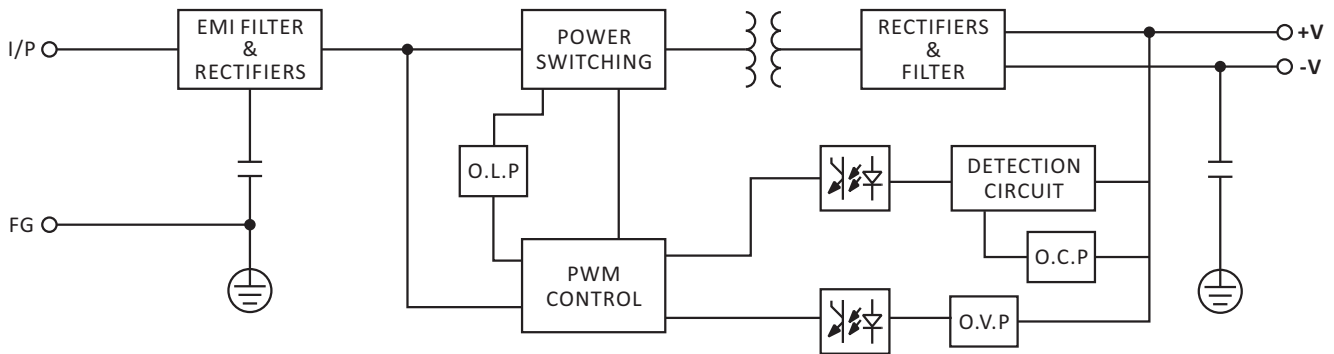 I/P
EMI FILTER
&
RECTIFIERS
POWER
SWITCHING
RECTIFIERS
&
FILTER
+V
-V
O.L.P
DETECTION
CIRCUIT
FG
O.C.P
PWM
CONTROL
O.V.P